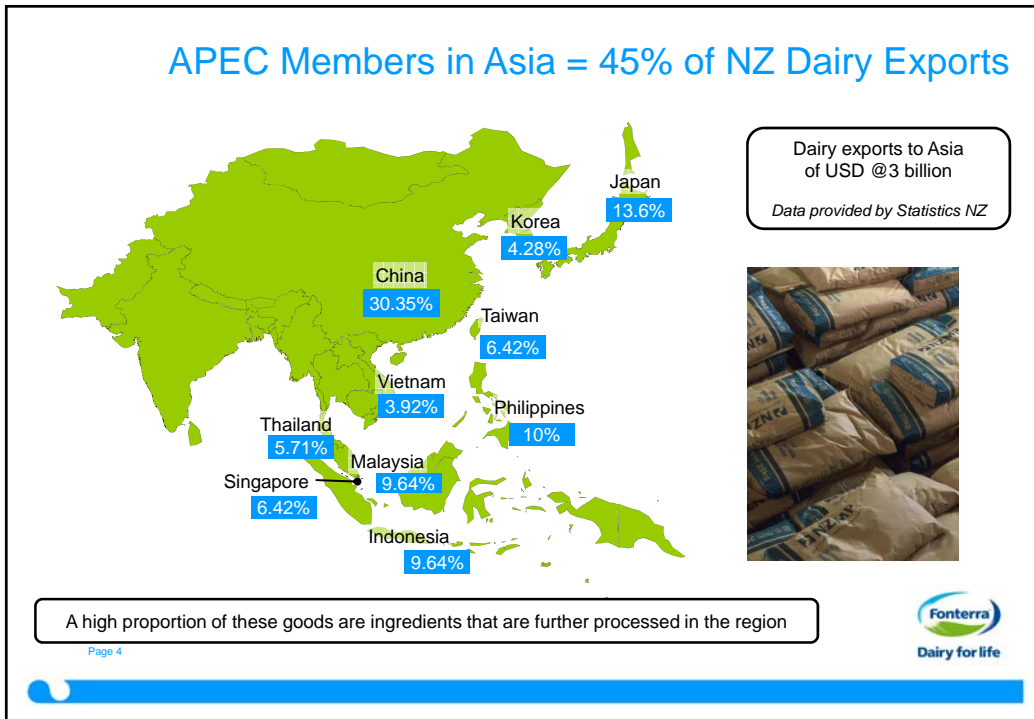 APEC Members in Asia = 45% of NZ Dairy Exports
Dairy exports to Asia
of USD @3 billion
Data provided by Statistics NZ
Japan
13.6%
Korea
4.28%
China
30.35%
Taiwan
6.42%
Vietnam
3.92%
Philippines
10%
Thailand
5.71%
Malaysia
9.64%
Singapore
6.42%
Indonesia
9.64%
A high proportion of these goods are ingredients that are further processed in the region
Page 4
Fonterra
Dairy for life